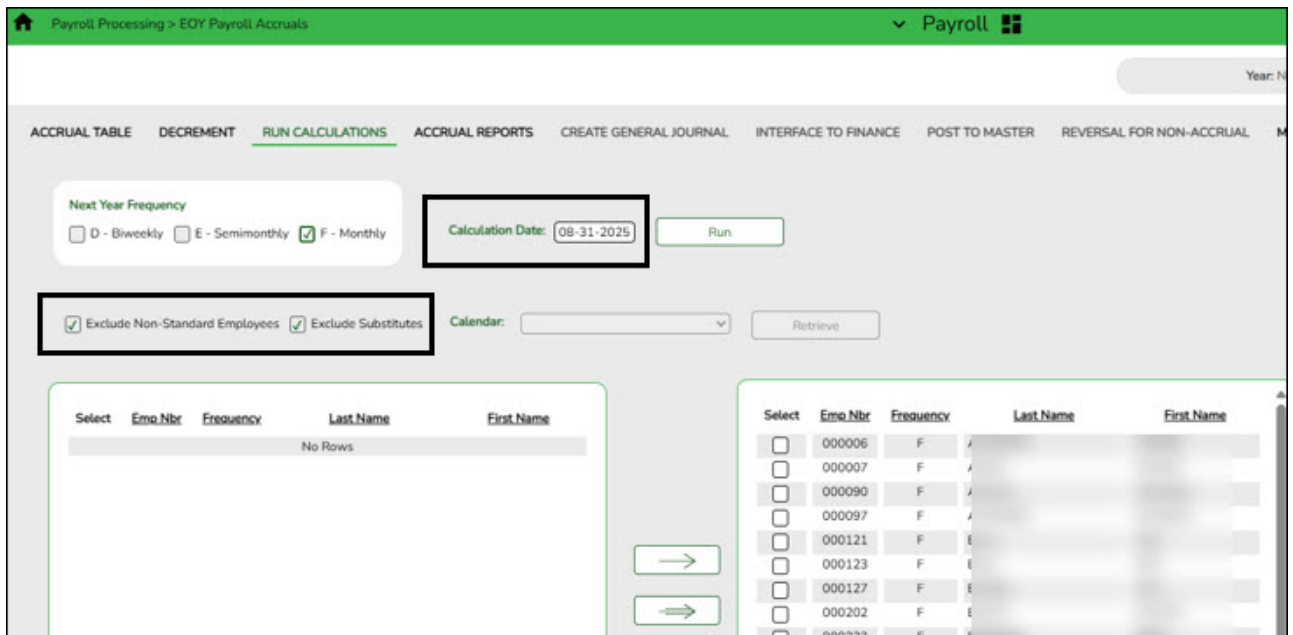 Payroll Processing > EOY Payroll Accruals
Payroll
Year:
ACCRUAL TABLE DECREMENT RUN CALCULATIONS ACCRUAL REPORTS CREATE GENERAL JOURNAL INTERFACE TO FINANCE POST TO MASTER REVERSAL FOR NON-ACCRUAL
Next Year Frequency
D - Biweekly E - Semimonthly F - Monthly
Calculation Date: 08-31-2025 Run
Exclude Non-Standard Employees Exclude Substitutes Calendar: Retrieve
Select Emp Nbr Frequency Last Name First Name
No Rows
Select Emp Nbr Frequency Last Name First Name
000006 F
000007 F
000090 F
000097 F
000121 F
000123 F
000127 F
000202 F